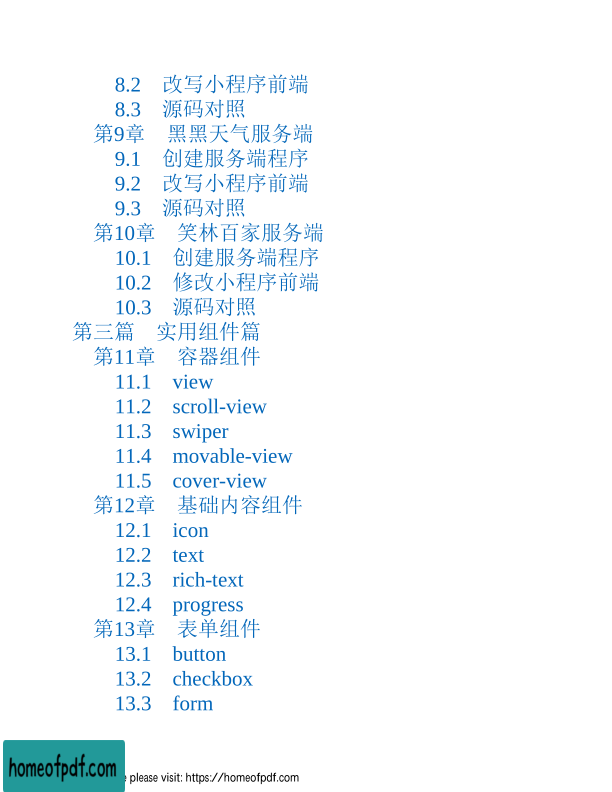 8.2 改写小程序前端
8.3 源码对照
第9章 黑黑天气服务端
9.1 创建服务端程序
9.2 改写小程序前端
9.3 源码对照
第10章 笑林百家服务端
10.1 创建服务端程序
10.2 修改小程序前端
10.3 源码对照
第三篇 实用组件篇
第11章 容器组件
11.1 view
11.2 scroll-view
11.3 swiper
11.4 movable-view
11.5 cover-view
第12章 基础内容组件
12.1 icon
12.2 text
12.3 rich-text
12.4 progress
第13章 表单组件
13.1 button
13.2 checkbox
13.3 form
homeofpdf.com
please visit: https://homeofpdf.com